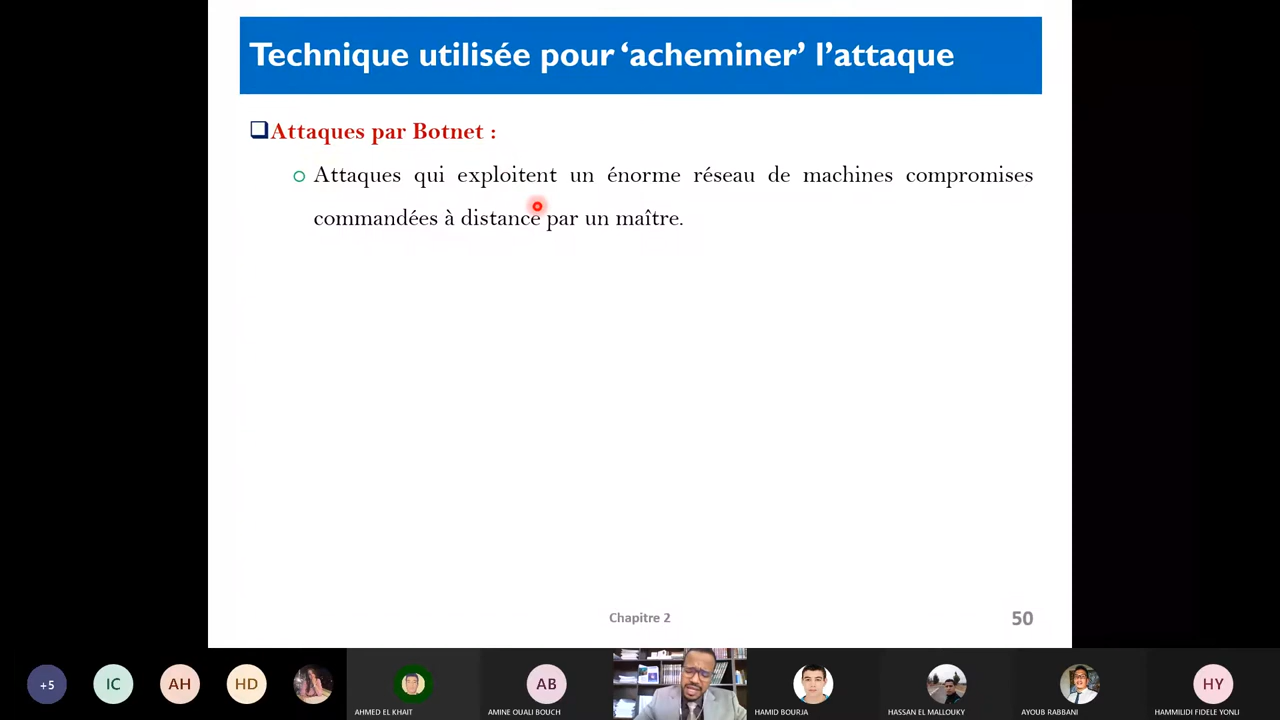 Technique utilisée pour ‘acheminer’ l’attaque
Attaques par Botnet :
Attaques qui exploitent un énorme réseau de machines compromises
commandées à distance par un maître.
Chapitre 2
50
+5
IC
AH
HD
AHMED EL KHAIT
AB
AMINE OUALI BOUCH
HAMID BOURJA
HASSAN EL MALLOUKY
AYOUB RABBANI
HY
HAMMILIDI FIDELE YONLI